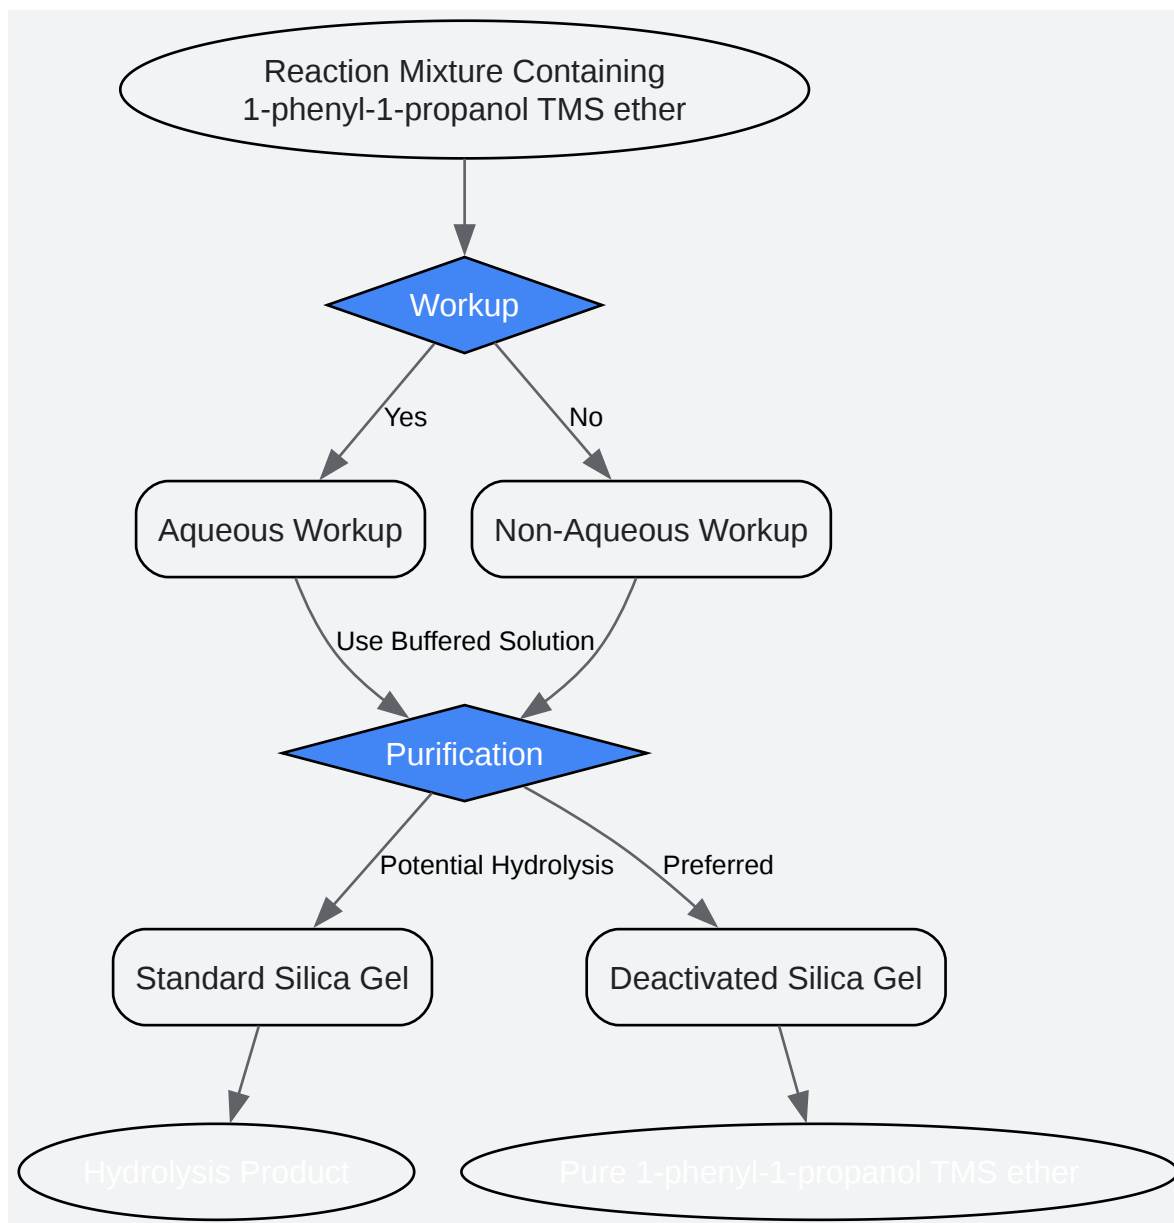 Reaction Mixture Containing
1-phenyl-1-propanol TMS ether
Workup
Yes
No
Aqueous Workup
Non-Aqueous Workup
Use Buffered Solution
Purification
Potential Hydrolysis
Preferred
Standard Silica Gel
Deactivated Silica Gel
Hydrolysis Product
Pure 1-phenyl-1-propanol TMS ether